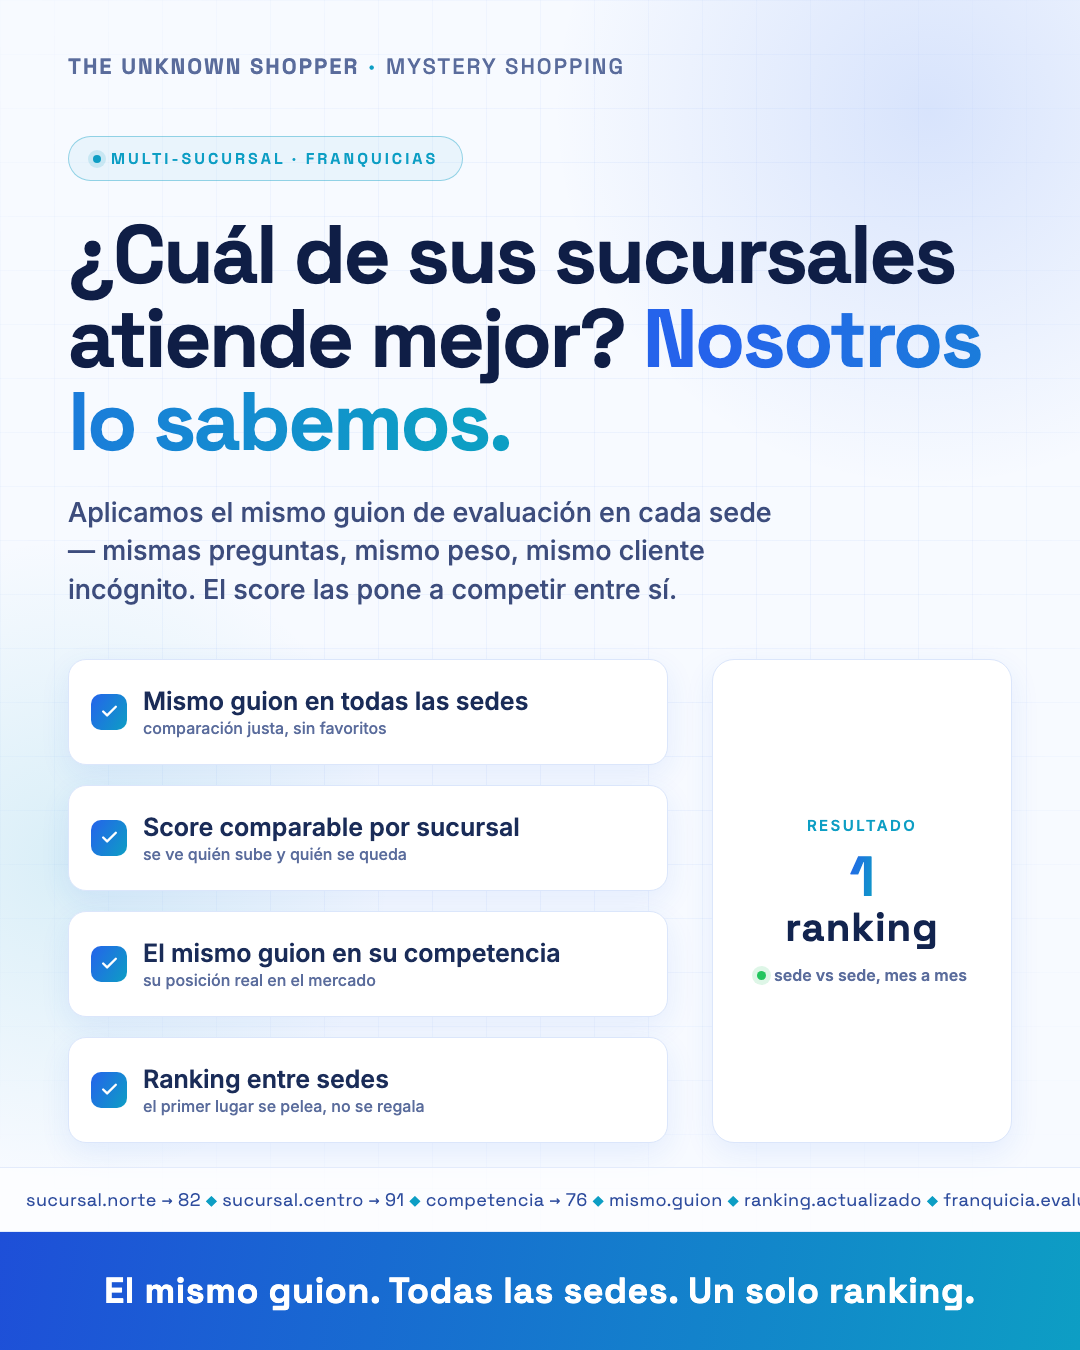 THE UNKNOWN SHOPPER · MYSTERY SHOPPING
MULTI-SUCURSAL · FRANQUICIAS
¿Cuál de sus sucursales
atiende mejor? Nosotros
lo sabemos.
Aplicamos el mismo guion de evaluación en cada sede
— mismas preguntas, mismo peso, mismo cliente
incógnito. El score las pone a competir entre sí.
Mismo guion en todas las sedes
comparación justa, sin favoritos
Score comparable por sucursal
se ve quién sube y quién se queda
El mismo guion en su competencia
su posición real en el mercado
Ranking entre sedes
el primer lugar se pelea, no se regala
RESULTADO
1
ranking
sede vs sede, mes a mes
sucursal.norte → 82 ◆ sucursal.centro → 91 ◆ competencia → 76 ◆ mismo.guion ◆ ranking.actualizado ◆ franquicia.evalu
El mismo guion. Todas las sedes. Un solo ranking.